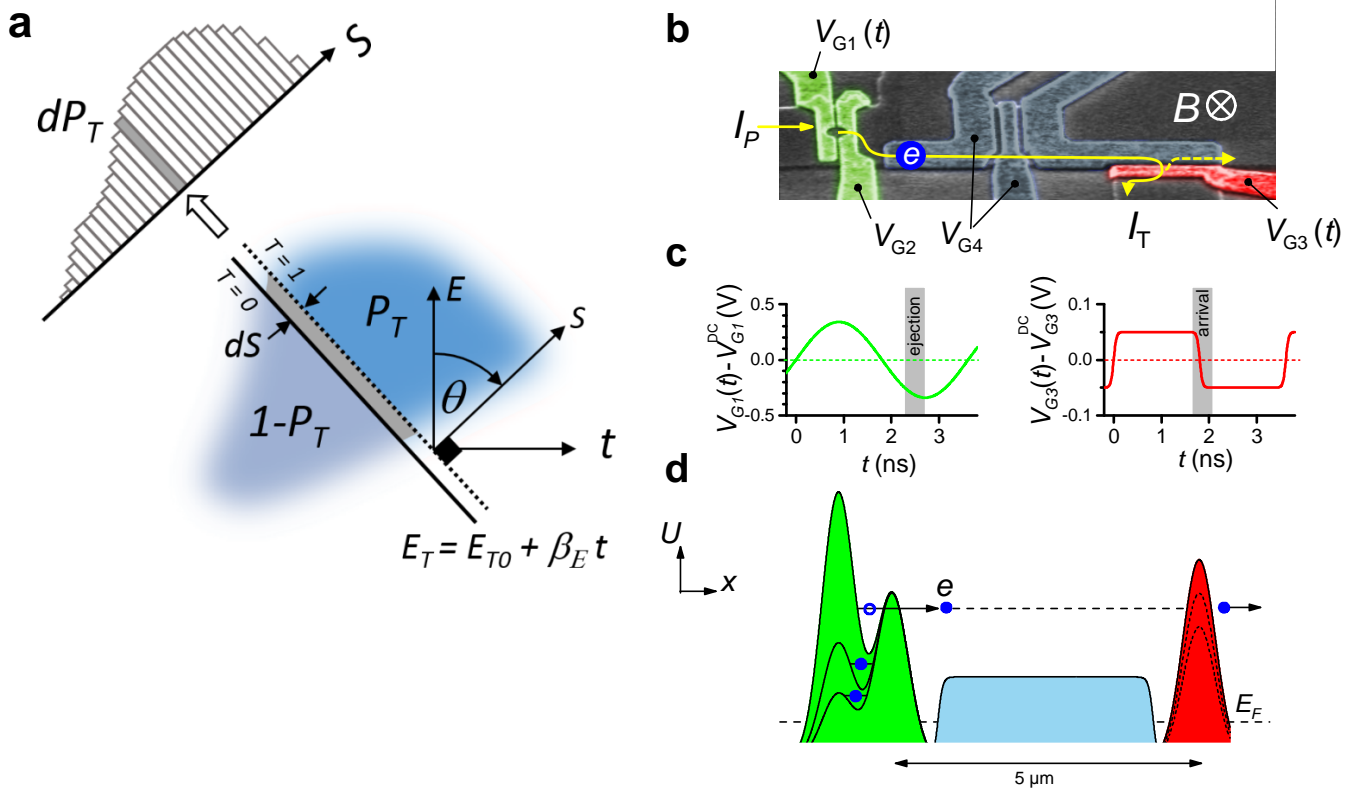 a
S
dP_T
T = 1
T = 0
dS
P_T
E
S
θ
1-P_T
t
E_T = E_T0 + β_E t
b
V_G1 (t)
I_P
e
B
V_G2
V_G4
I_T
V_G3 (t)
c
V_G1(t) - V_G1^DC (V)
0.5
0.0
-0.5
ejection
0 1 2 3
t (ns)
V_G3(t) - V_G3^DC (V)
0.1
0.0
-0.1
arrival
0 1 2 3
t (ns)
d
U
x
e
E_F
5 µm